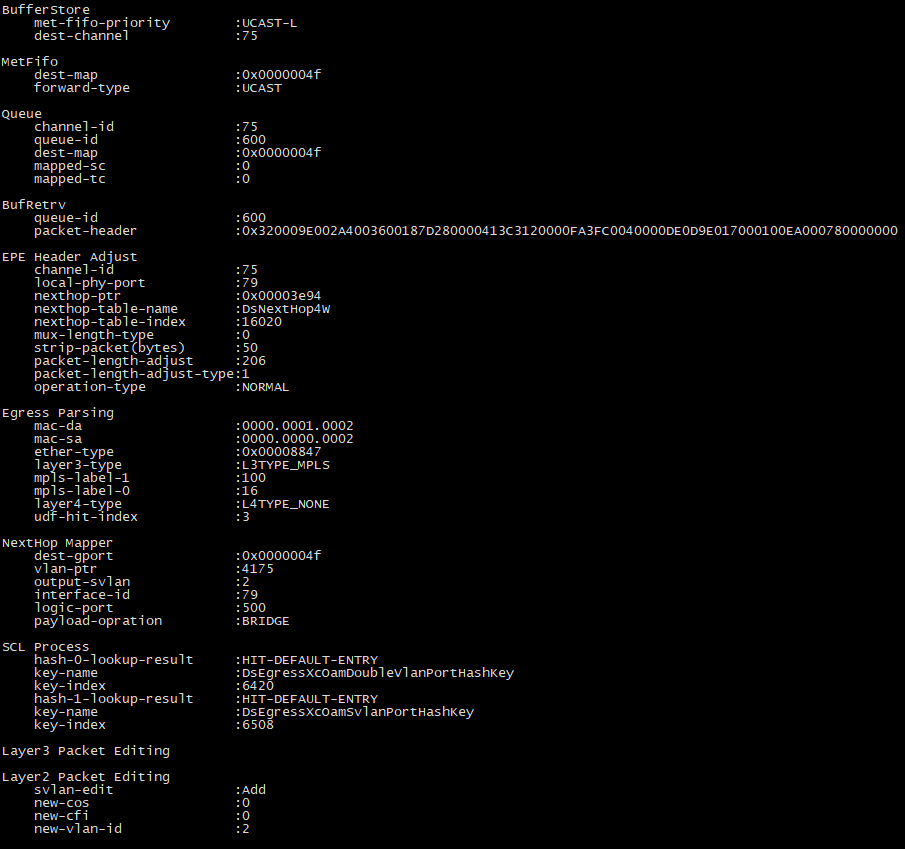 BufferStore
met-fifo-priority :UCAST-L
dest-channel :75
MetFifo
dest-map :0x0000004f
forward-type :UCAST
Queue
channel-id :75
queue-id :600
dest-map :0x0000004f
mapped-sc :0
mapped-tc :0
BufRetrv
queue-id :600
packet-header :0x320009E002A4003600187D280000413C3120000FA3FC0040000DE0D9E017000100EA000780000000
EPE Header Adjust
channel-id :75
local-phy-port :79
nexthop-ptr :0x00003e94
nexthop-table-name :DsNextHop4W
nexthop-table-index :16020
mux-length-type :0
strip-packet(bytes) :50
packet-length-adjust :206
packet-length-adjust-type:1
operation-type :NORMAL
Egress Parsing
mac-da :0000.0001.0002
mac-sa :0000.0000.0002
ether-type :0x00008847
layer3-type :L3TYPE_MPLS
mpls-label-1 :100
mpls-label-0 :16
layer4-type :L4TYPE_NONE
udf-hit-index :3
NextHop Mapper
dest-gport :0x0000004f
vlan-ptr :4175
output-svlan :2
interface-id :79
logic-port :500
payload-opration :BRIDGE
SCL Process
hash-0-lookup-result :HIT-DEFAULT-ENTRY
key-name :DsEgressXcOamDoubleVlanPortHashKey
key-index :6420
hash-1-lookup-result :HIT-DEFAULT-ENTRY
key-name :DsEgressXcOamSvlanPortHashKey
key-index :6508
Layer3 Packet Editing
Layer2 Packet Editing
svlan-edit :Add
new-cos :0
new-cfi :0
new-vlan-id :2